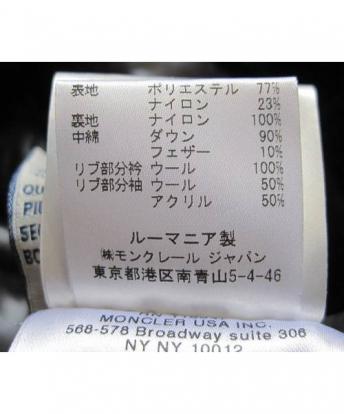 表地 ポリエステル 77%
ナイロン 23%
裏地 ナイロン 100%
中綿 ダウン 90%
フェザー 10%
リブ部分衿 ウール 100%
リブ部分袖 ウール 50%
アクリル 50%
ルーマニア製
㈱モンクレール ジャパン
東京都港区南青山5-4-46
MONCLER USA INC.
568-578 Broadway suite 306
NY NY 10012